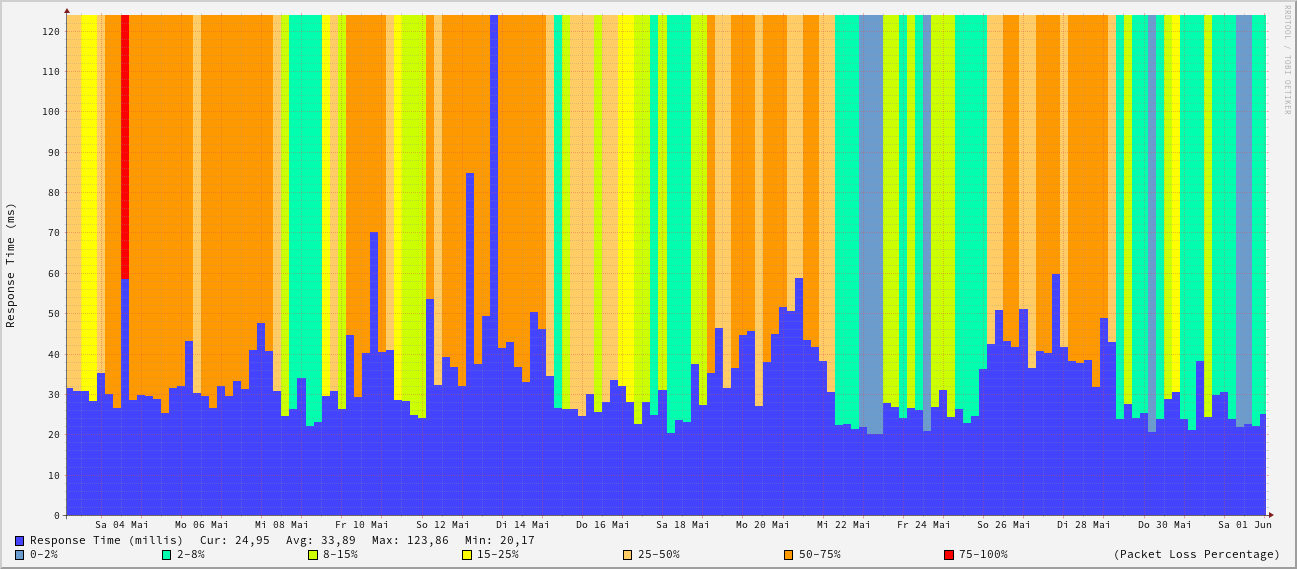 RRDTOOL / TOBI OETIKER
Response Time (ms)
120
110
100
90
80
70
60
50
40
30
20
10
0
Sa 04 Mai Mo 06 Mai Mi 08 Mai Fr 10 Mai So 12 Mai Di 14 Mai Do 16 Mai Sa 18 Mai Mo 20 Mai Mi 22 Mai Fr 24 Mai So 26 Mai Di 28 Mai Do 30 Mai Sa 01 Jun
Response Time (millis) Cur: 24,95 Avg: 33,89 Max: 123,86 Min: 20,17
0-2% 2-8% 8-15% 15-25% 25-50% 50-75% 75-100% (Packet Loss Percentage)